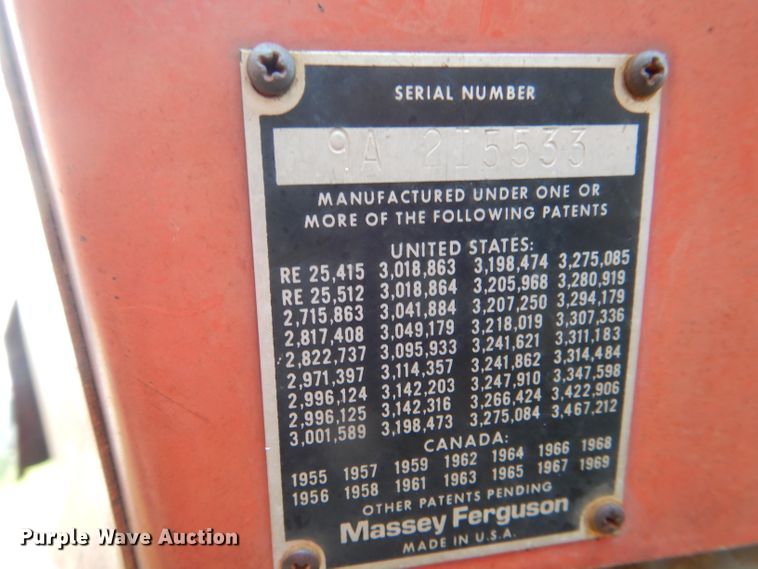 SERIAL NUMBER
9A 215533
MANUFACTURED UNDER ONE OR
MORE OF THE FOLLOWING PATENTS
UNITED STATES:
RE 25,415 3,018,863 3,198,474 3,275,085
RE 25,512 3,018,864 3,205,968 3,280,919
2,715,863 3,041,884 3,207,250 3,294,179
2,817,408 3,049,179 3,218,019 3,307,336
2,822,737 3,095,933 3,241,621 3,311,183
2,971,397 3,114,357 3,241,862 3,314,484
2,996,124 3,142,203 3,247,910 3,347,598
2,996,125 3,142,316 3,266,424 3,422,906
3,001,589 3,198,473 3,275,084 3,467,212
CANADA:
1955 1957 1959 1962 1964 1966 1968
1956 1958 1961 1963 1965 1967 1969
OTHER PATENTS PENDING
Massey Ferguson
MADE IN U.S.A.
Purple Wave Auction